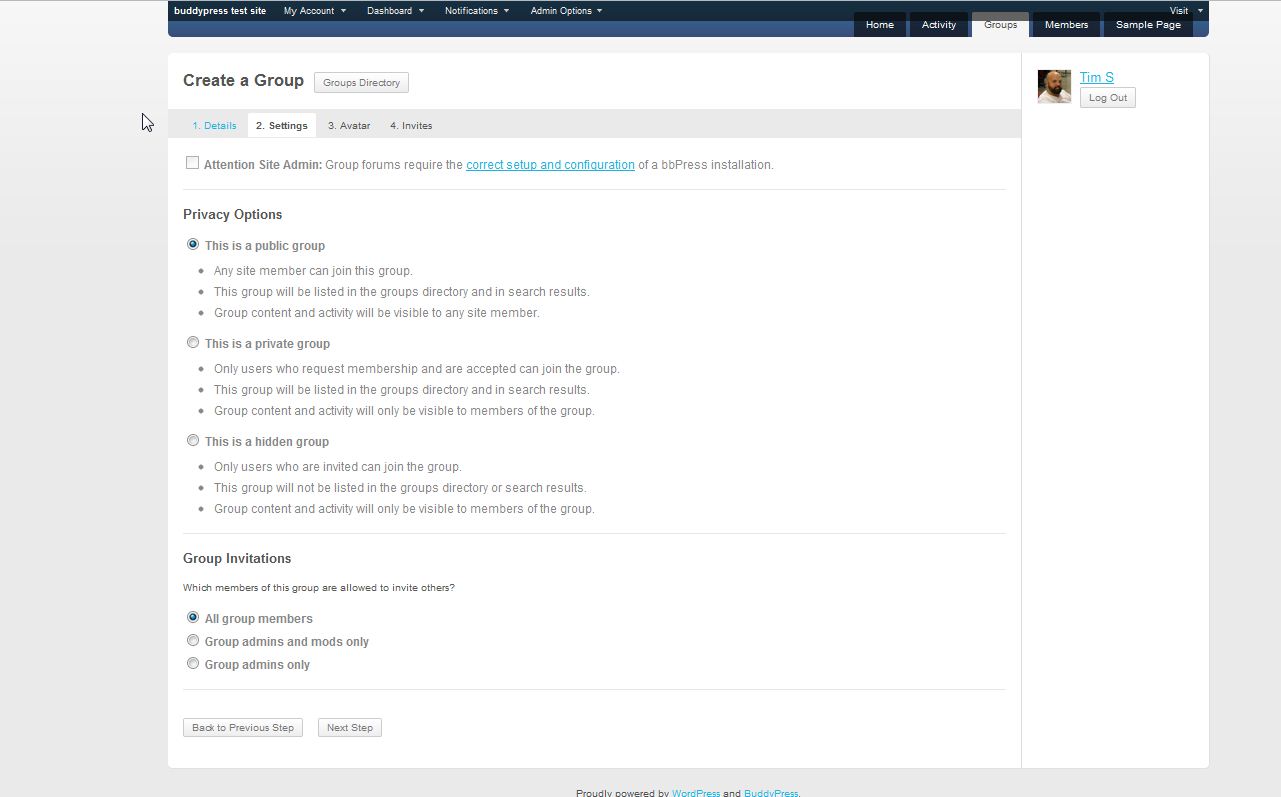 buddypress test site My Account Dashboard Notifications Admin Options Visit
Home Activity Groups Members Sample Page
Create a Group Groups Directory
Tim S
Log Out
1. Details 2. Settings 3. Avatar 4. Invites
Attention Site Admin: Group forums require the correct setup and configuration of a bbPress installation.
Privacy Options
This is a public group
• Any site member can join this group.
• This group will be listed in the groups directory and in search results.
• Group content and activity will be visible to any site member.
This is a private group
• Only users who request membership and are accepted can join the group.
• This group will be listed in the groups directory and in search results.
• Group content and activity will only be visible to members of the group.
This is a hidden group
• Only users who are invited can join the group.
• This group will not be listed in the groups directory or search results.
• Group content and activity will only be visible to members of the group.
Group Invitations
Which members of this group are allowed to invite others?
All group members
Group admins and mods only
Group admins only
Back to Previous Step Next Step
Proudly powered by WordPress and BuddyPress.